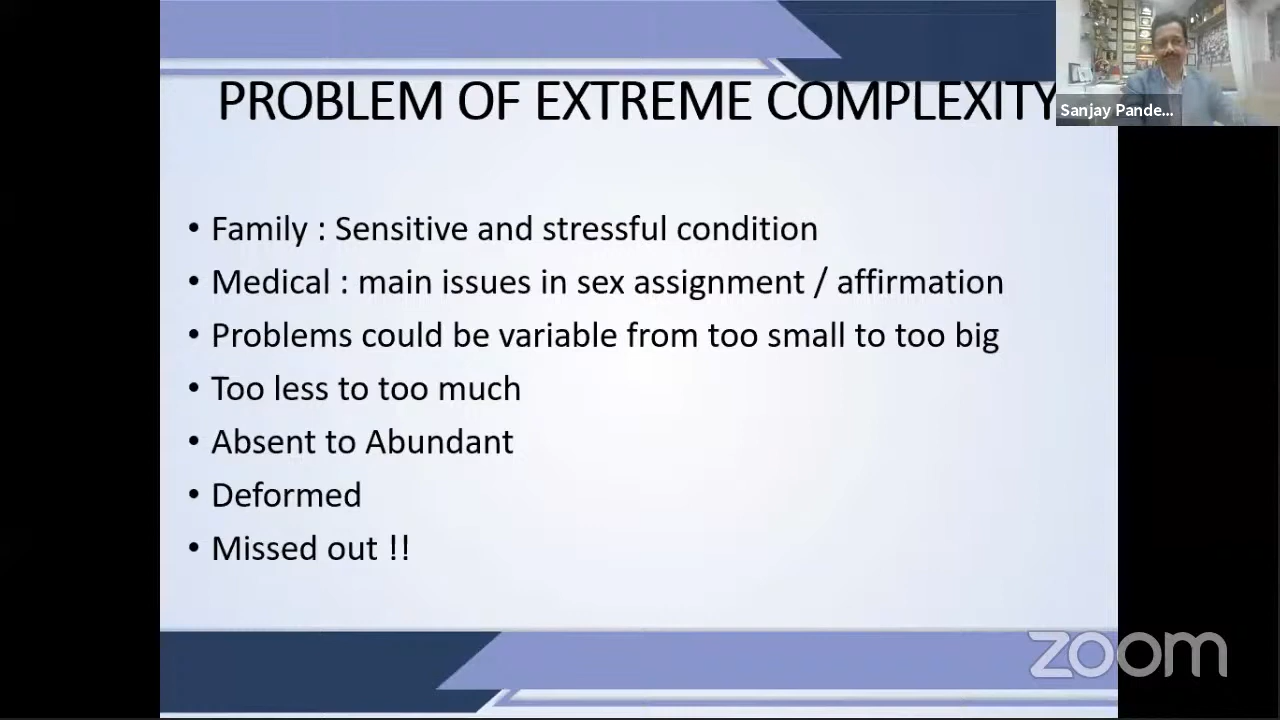 PROBLEM OF EXTREME COMPLEXITY
Sanjay Pande...
• Family : Sensitive and stressful condition
• Medical : main issues in sex assignment / affirmation
• Problems could be variable from too small to too big
• Too less to too much
• Absent to Abundant
• Deformed
• Missed out !!
zoom